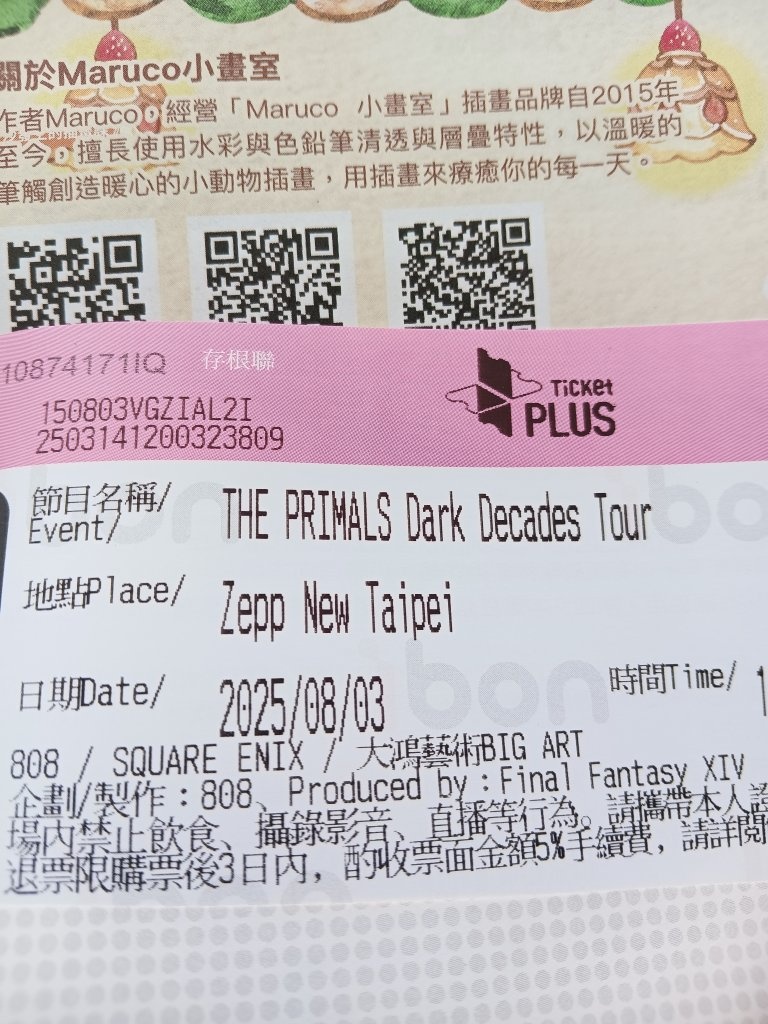 關於Maruco小畫室
作者Maruco，經營「Maruco 小畫室」插畫品牌自2015年
至今，擅長使用水彩與色鉛筆清透與層疊特性，以溫暖的
筆觸創造暖心的小動物插畫，用插畫來療癒你的每一天。
10874171IQ 存根聯
150803VGZIAL2I
2503141200323809
TicKet
PLUS
節目名稱/
Event/ THE PRIMALS Dark Decades Tour
地點Place/ Zepp New Taipei
日期Date/ 2025/08/03 時間Time/ 1
808 / SQUARE ENIX / 大鴻藝術BIG ART
企劃/製作：808、Produced by：Final Fantasy XIV
場內禁止飲食、攝錄影音、直播等行為。請攜帶本人證
退票限購票後3日內，酌收票面金額5%手續費，請詳閱
bon